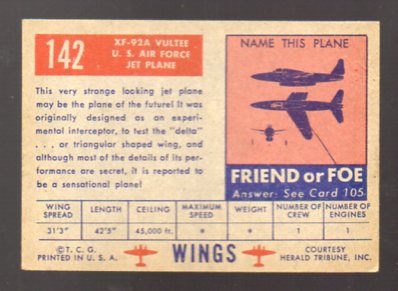 142
XF-92A VULTEE
U. S. AIR FORCE
JET PLANE
This very strange looking jet plane
may be the plane of the future! It was
originally designed as an experi-
mental interceptor, to test the "delta"
. . . or triangular shaped wing, and
although most of the details of its per-
formance are secret, it is reported to
be a sensational plane!
NAME THIS PLANE
FRIEND or FOE
Answer: See Card 105
WING SPREAD LENGTH CEILING MAXIMUM SPEED WEIGHT NUMBER OF CREW NUMBER OF ENGINES
31'3" 42'5" 45,000 ft. * * 1 1
© T. C. G.
PRINTED IN U. S. A.
WINGS
COURTESY
HERALD TRIBUNE, INC.